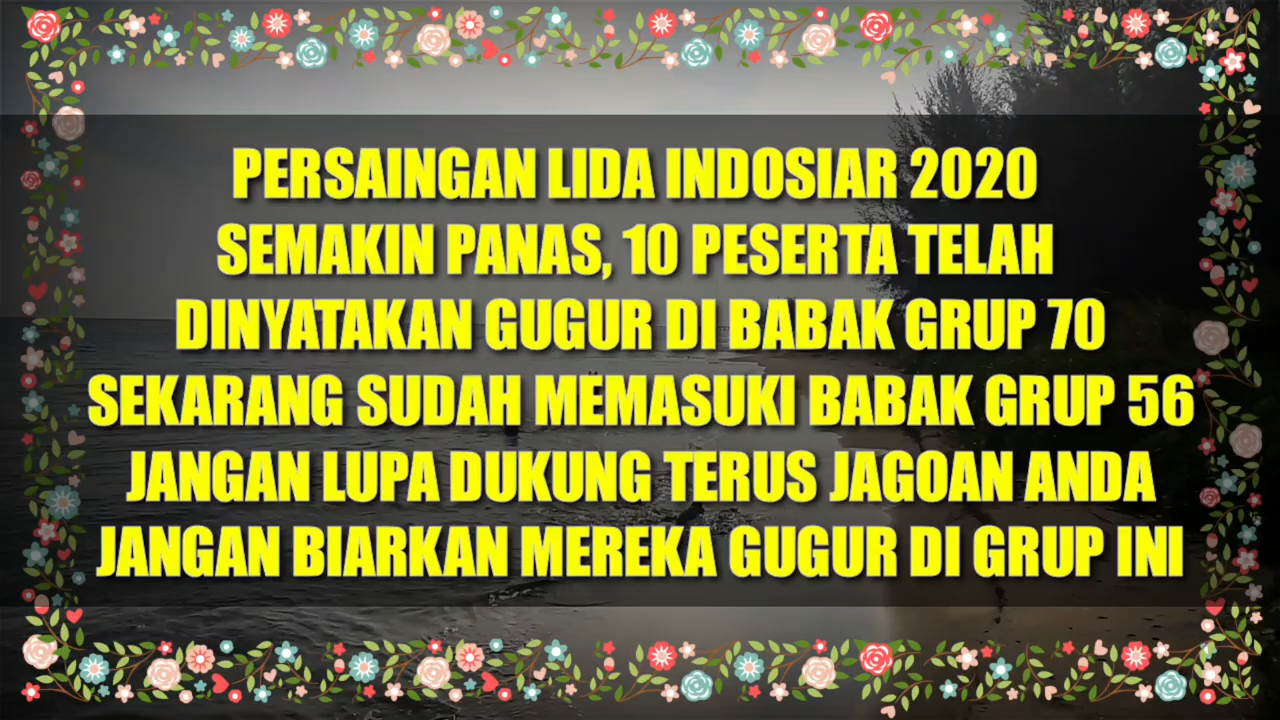 PERSAINGAN LIDA INDOSIAR 2020
SEMAKIN PANAS, 10 PESERTA TELAH
DINYATAKAN GUGUR DI BABAK GRUP 70
SEKARANG SUDAH MEMASUKI BABAK GRUP 56
JANGAN LUPA DUKUNG TERUS JAGOAN ANDA
JANGAN BIARKAN MEREKA GUGUR DI GRUP INI